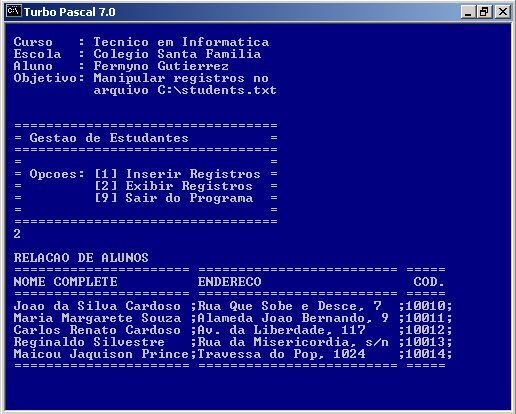 Turbo Pascal 7.0
Curso   : Tecnico em Informatica
Escola  : Colegio Santa Familia
Aluno   : Fermyno Gutierrez
Objetivo: Manipular registros no
          arquivo C:\students.txt
=================================
= Gestao de Estudantes          =
=================================
=                               =
= Opcoes: [1] Inserir Registros =
=         [2] Exibir Registros  =
=         [9] Sair do Programa  =
=                               =
=================================
2
RELACAO DE ALUNOS
====================== ========================= =====
NOME COMPLETE          ENDERECO                   COD.
====================== ========================= =====
Joao da Silva Cardoso ;Rua Que Sobe e Desce, 7  ;10010;
Maria Margarete Souza ;Alameda Joao Bernando, 9 ;10011;
Carlos Renato Cardoso ;Av. da Liberdade, 117    ;10012;
Reginaldo Silvestre   ;Rua da Misericordia, s/n ;10013;
Maicou Jaquison Prince;Travessa do Pop, 1024    ;10014;
====================== ========================= =====